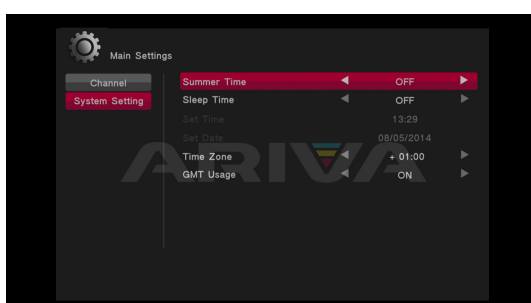 Main Settings
Channel
System Setting
Summer Time OFF
Sleep Time OFF
Set Time 13:29
Set Date 08/05/2014
Time Zone + 01:00
GMT Usage ON
ARIVA